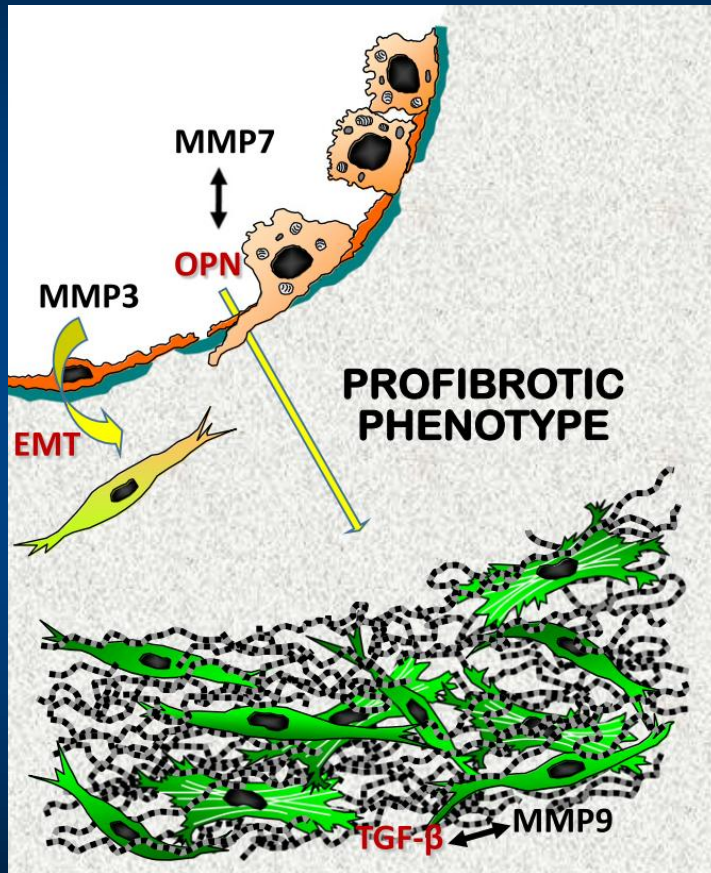 MMP7
OPN
MMP3
EMT
PROFIBROTIC
PHENOTYPE
TGF-β
MMP9